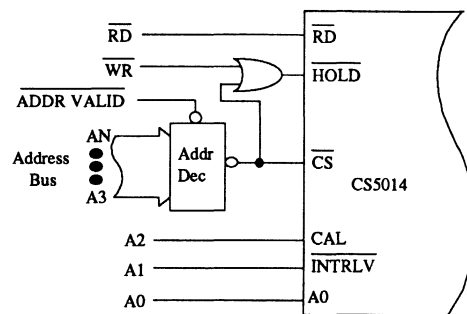 RD RD
WR HOLD
ADDR VALID
AN
Address Bus
A3
Addr Dec
CS
CS5014
A2 CAL
A1 INTRLV
A0 A0